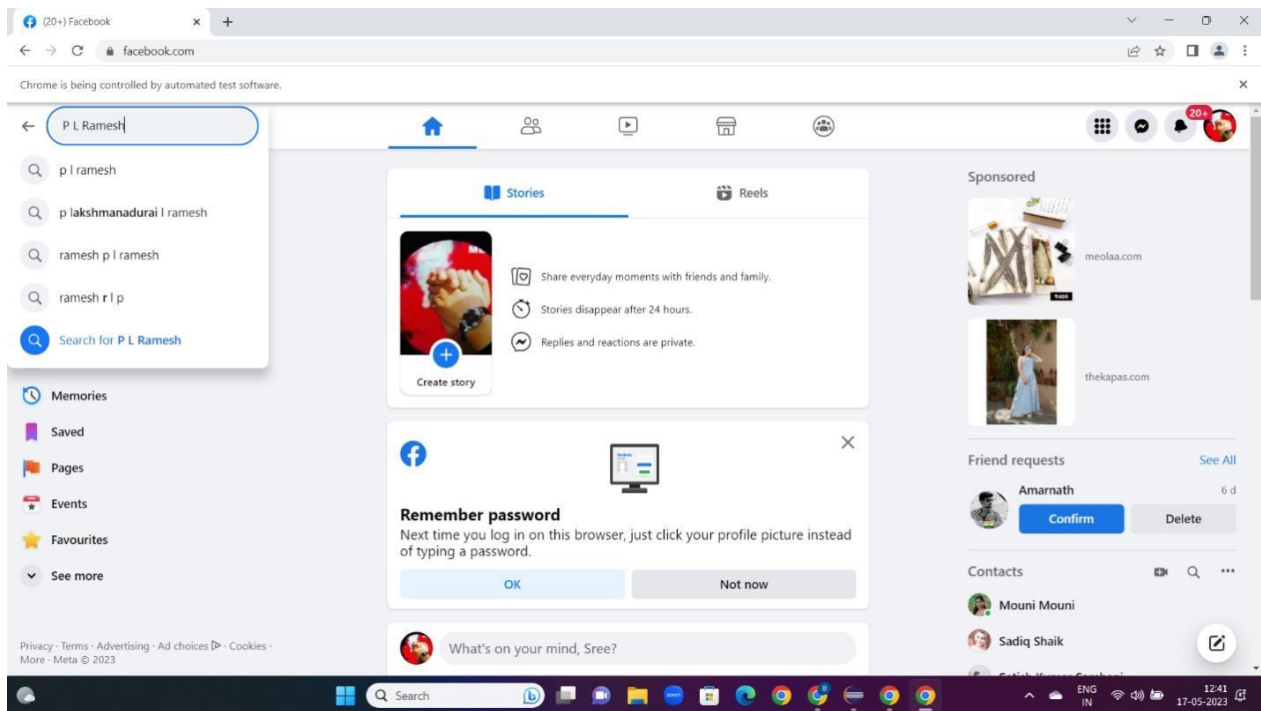 (20+) Facebook
facebook.com
Chrome is being controlled by automated test software.
P L Ramesh
20+
p l ramesh
p lakshmanadurai l ramesh
ramesh p l ramesh
ramesh r l p
Search for P L Ramesh
Memories
Saved
Pages
Events
Favourites
See more
Privacy · Terms · Advertising · Ad choices · Cookies ·
More · Meta © 2023
Stories
Reels
Create story
Share everyday moments with friends and family.
Stories disappear after 24 hours.
Replies and reactions are private.
Remember password
Next time you log in on this browser, just click your profile picture instead
of typing a password.
OK
Not now
What's on your mind, Sree?
Sponsored
meolaa.com
thekapas.com
Friend requests
See All
Amarnath
6 d
Confirm
Delete
Contacts
Mouni Mouni
Sadiq Shaik
Search
zoom
ENG
IN
12:41
17-05-2023